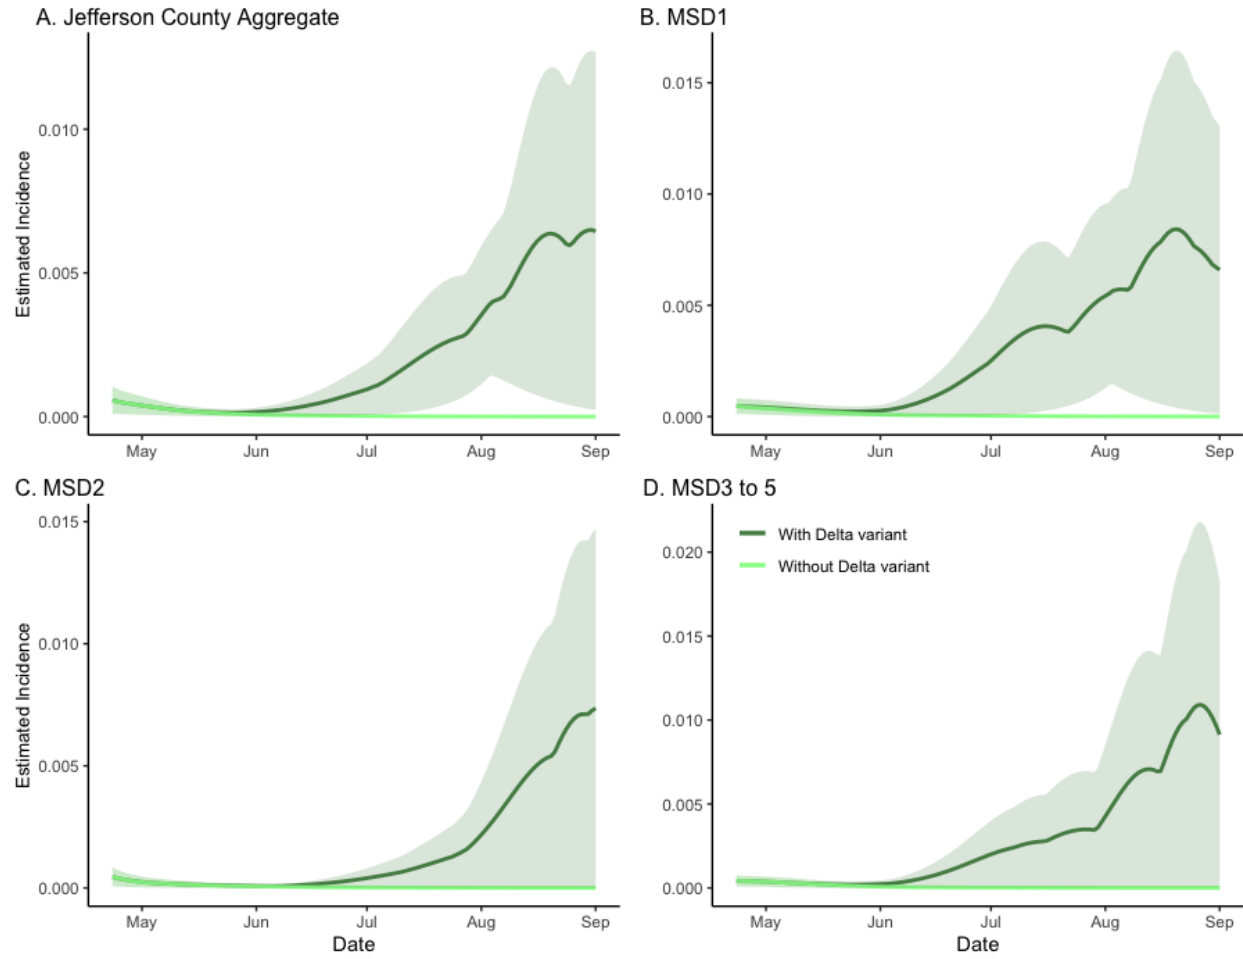 A. Jefferson County Aggregate
Estimated Incidence
0.010
0.005
0.000
May Jun Jul Aug Sep
B. MSD1
0.015
0.010
0.005
0.000
May Jun Jul Aug Sep
C. MSD2
Estimated Incidence
0.015
0.010
0.005
0.000
May Jun Jul Aug Sep
Date
D. MSD3 to 5
With Delta variant
Without Delta variant
0.020
0.015
0.010
0.005
0.000
May Jun Jul Aug Sep
Date